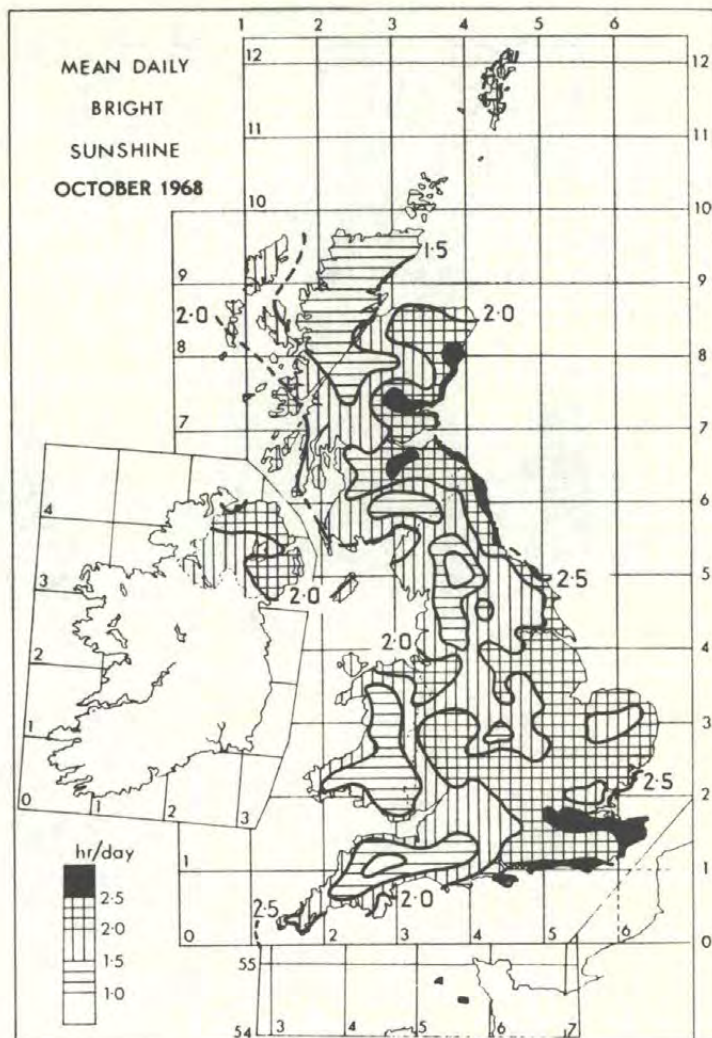 1 2 3 4 5 6
MEAN DAILY
BRIGHT
SUNSHINE
OCTOBER 1968
12 12
11 11
10 10
1·5
9 9
2·0 2·0
8 8
7 7
4 6
3 2·5
2·0 5
2·0
2 4
1 3
2·5
0 1 2 3 2
hr/day
1 1
2·5
2·0
1·5
1·0
2·5 2·0
0 2 3 4 5 6 0
55
54 3 4 5 6 7